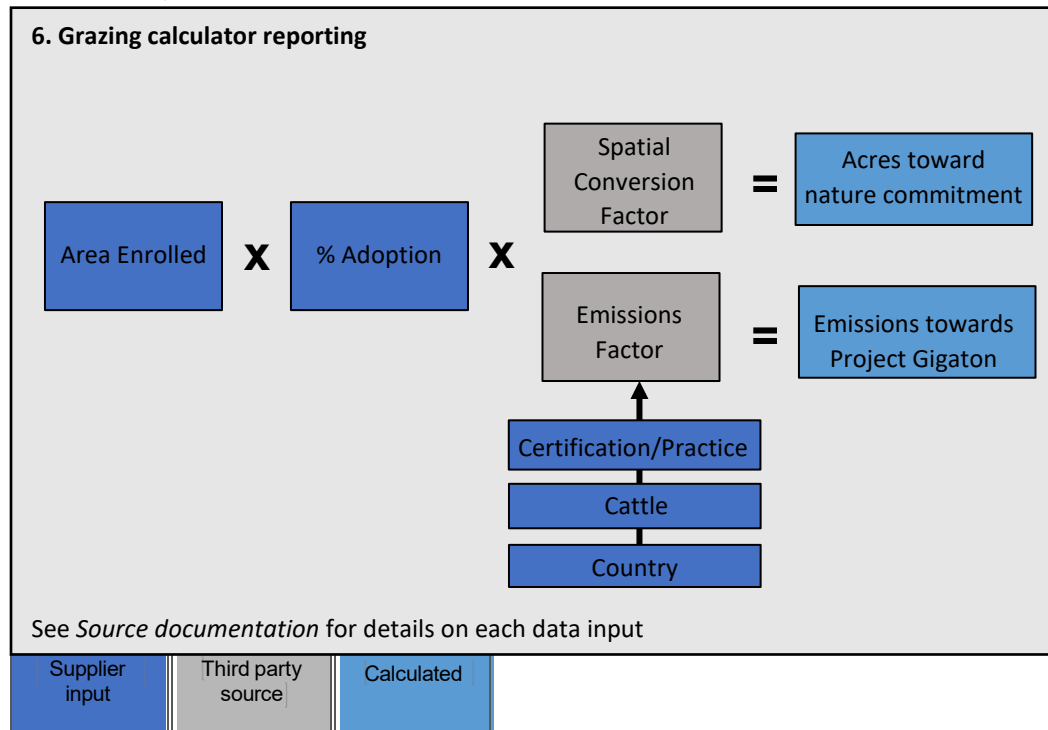 6. Grazing calculator reporting
Spatial
Conversion
Factor
=
Acres toward
nature commitment
Area Enrolled
X
% Adoption
X
Emissions
Factor
=
Emissions towards
Project Gigaton
Certification/Practice
Cattle
Country
See Source documentation for details on each data input
Supplier
input
Third party
source
Calculated